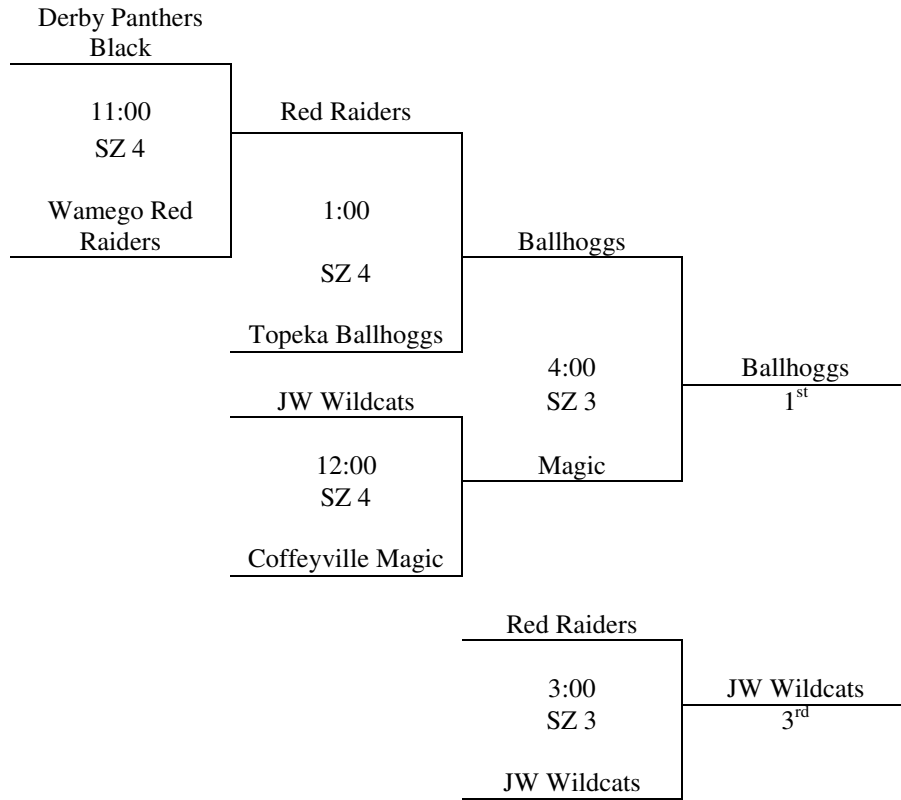 Derby Panthers
Black
11:00
SZ 4
Wamego Red
Raiders
Red Raiders
1:00
SZ 4
Topeka Ballhoggs
JW Wildcats
12:00
SZ 4
Coffeyville Magic
Ballhoggs
4:00
SZ 3
Magic
Ballhoggs
1st
Red Raiders
3:00
SZ 3
JW Wildcats
JW Wildcats
3rd